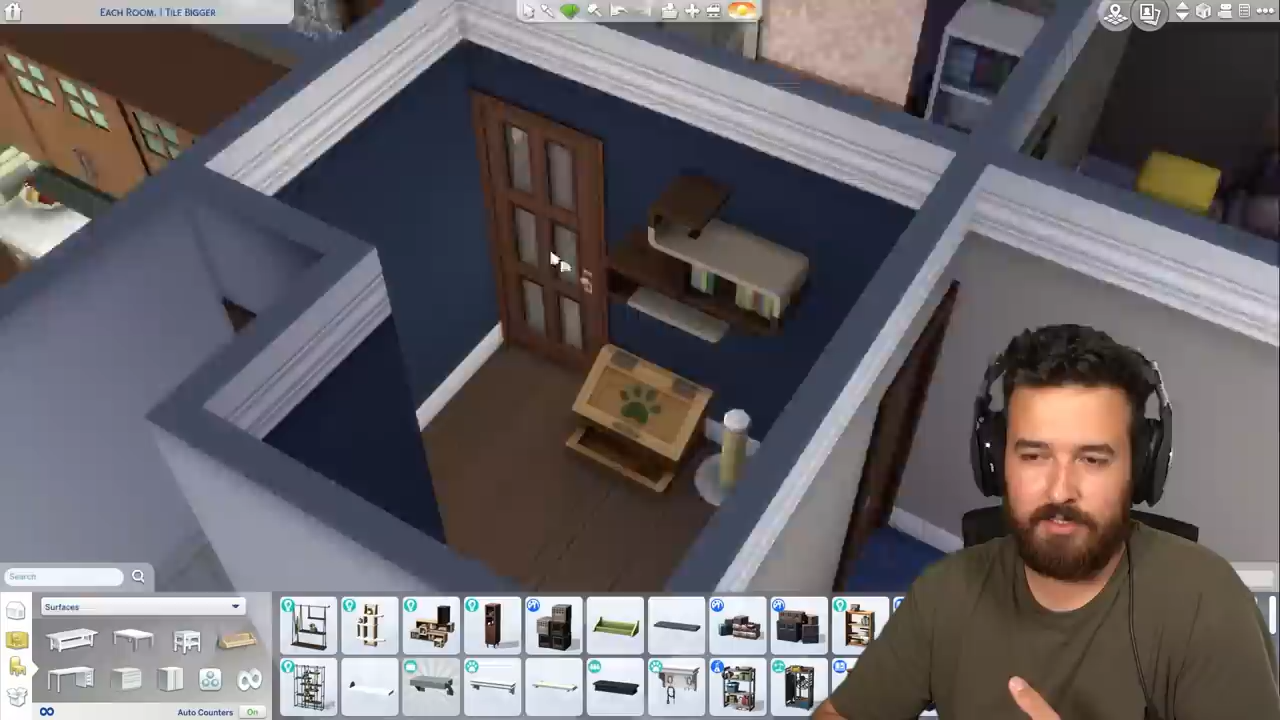 Each Room, 1 Tile Bigger
Search
Surfaces
Auto Counters
On